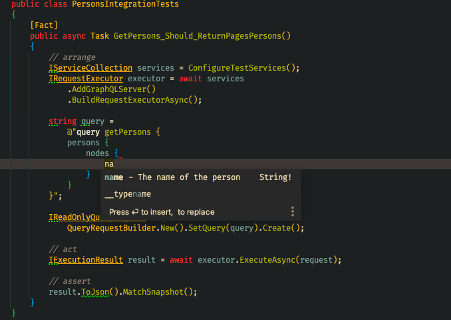 public class PersonsIntegrationTests
{
[Fact]
public async Task GetPersons_Should_ReturnPagesPersons()
{
// arrange
IServiceCollection services = ConfigureTestServices();
IRequestExecutor executor = await services
.AddGraphQLServer()
.BuildRequestExecutorAsync();
string query =
@"query getPersons {
persons {
nodes {
na
name - The name of the person String!
__typename
Press ⏎ to insert, to replace
}
}
}";
IReadOnlyQu
QueryRequestBuilder.New().SetQuery(query).Create();
// act
IExecutionResult result = await executor.ExecuteAsync(request);
// assert
result.ToJson().MatchSnapshot();
}
}